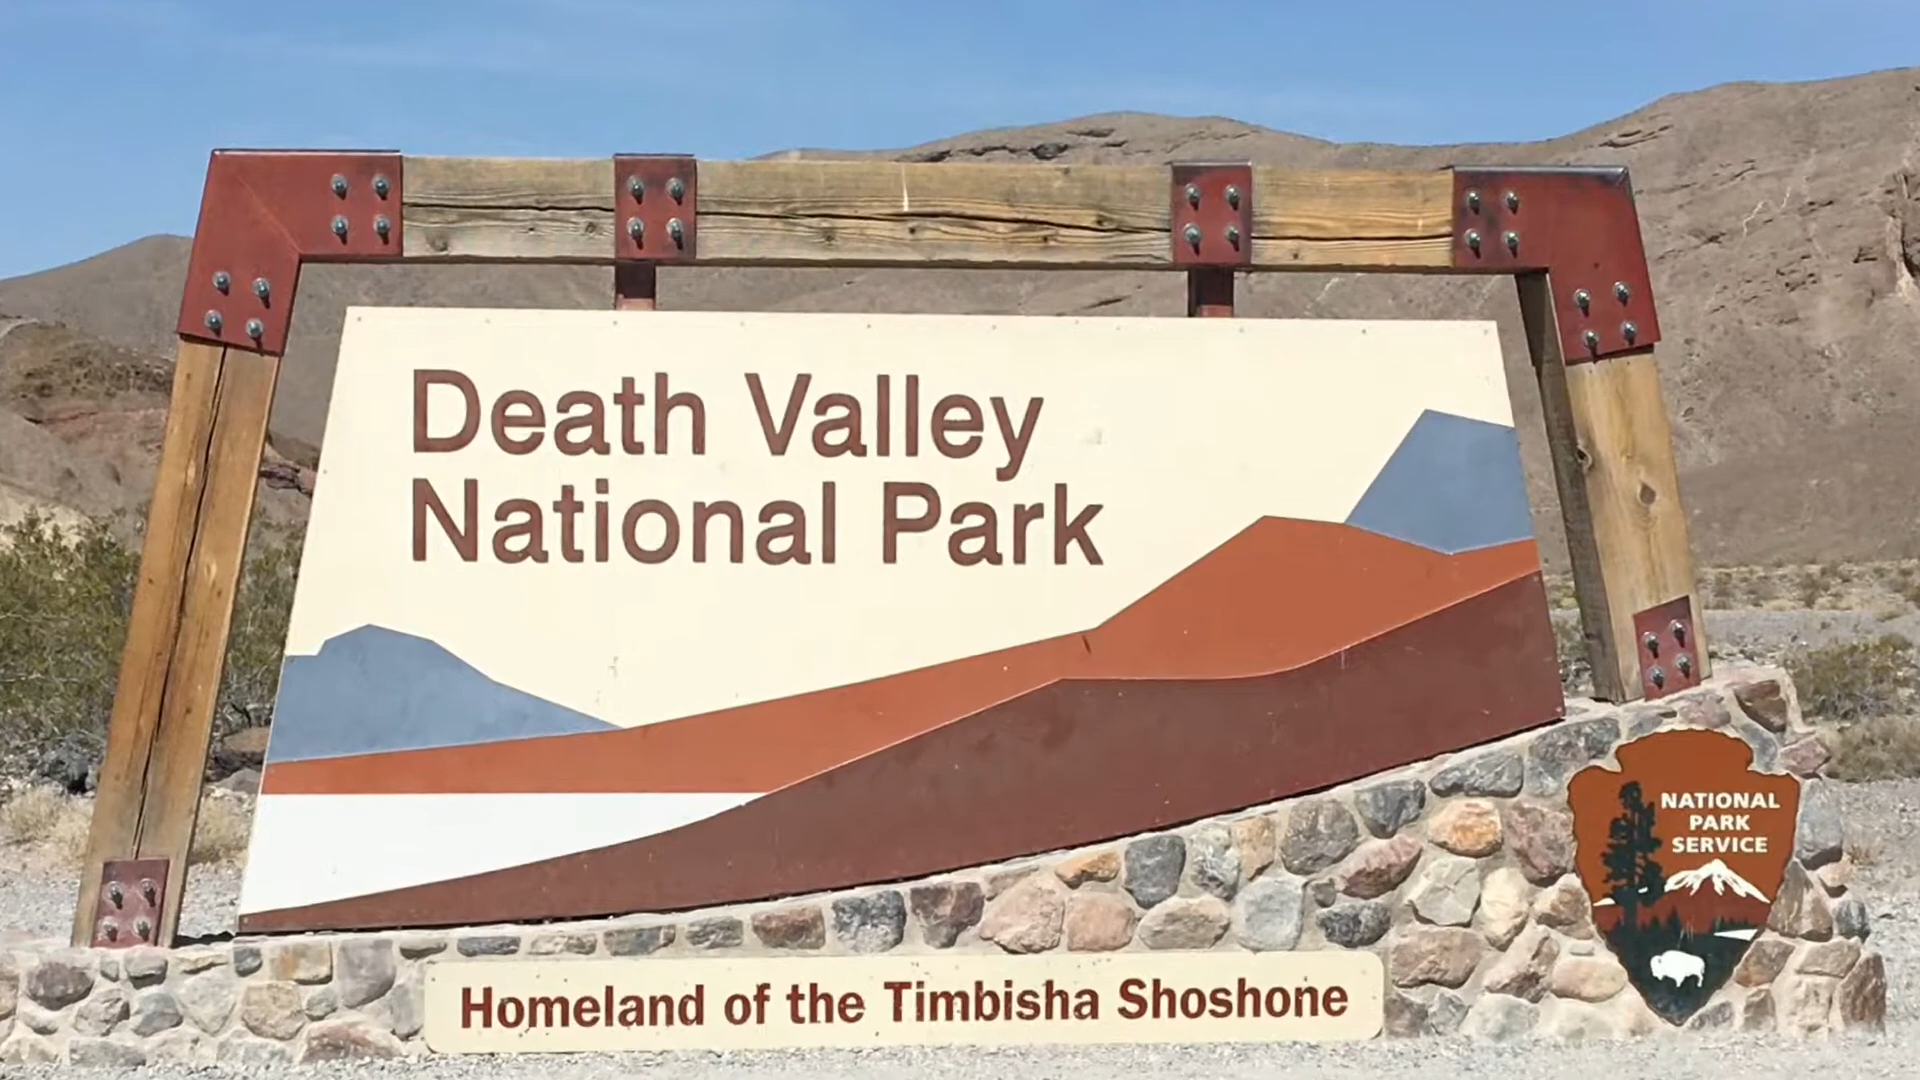 Death Valley
National Park
NATIONAL
PARK
SERVICE
Homeland of the Timbisha Shoshone